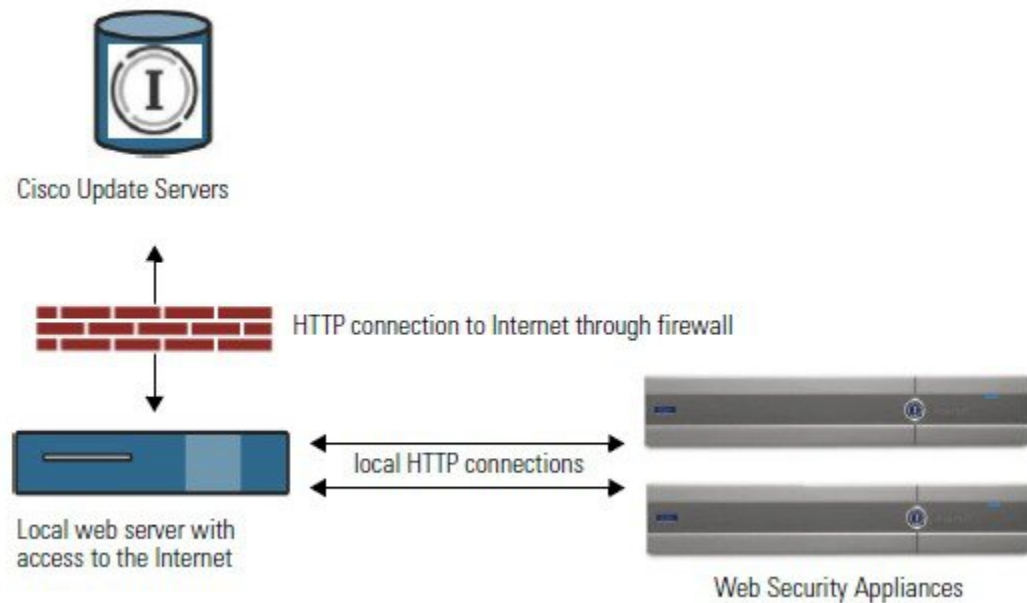 I
Cisco Update Servers
HTTP connection to Internet through firewall
local HTTP connections
Local web server with
access to the Internet
Web Security Appliances